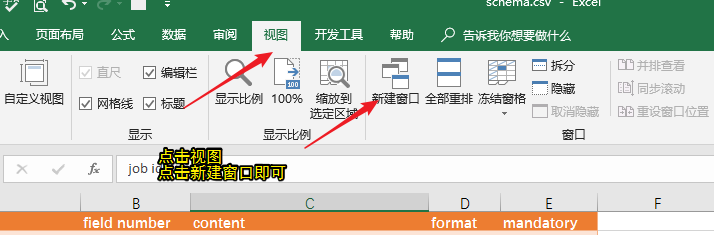 schema.csv - Excel
入 页面布局 公式 数据 审阅 视图 开发工具 帮助 告诉我你想要做什么
自定义视图
直尺 编辑栏
网格线 标题
显示
显示比例 100% 缩放到选定区域
100
显示比例
新建窗口 全部重排 冻结窗格
拆分
隐藏
取消隐藏
并排查看
同步滚动
重设窗口位置
窗口
点击视图
点击新建窗口即可
fx job i
B C D E F
field number content format mandatory